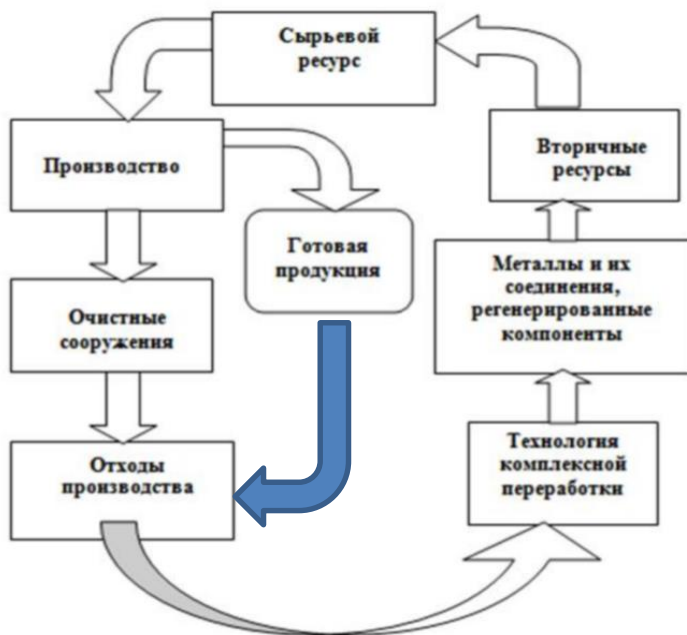 Сырьевой
ресурс
Производство
Вторичные
ресурсы
Готовая
продукция
Металлы и их
соединения,
регенерированные
компоненты
Очистные
сооружения
Отходы
производства
Технология
комплексной
переработки